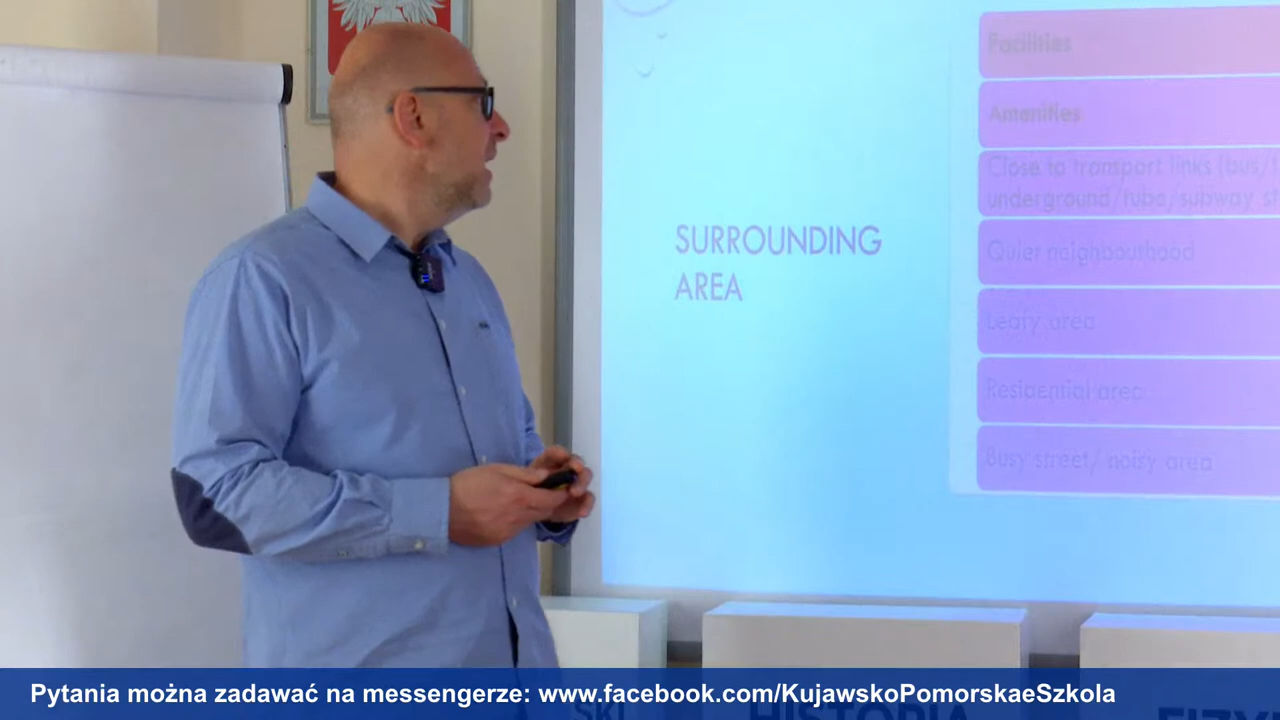 Facilities
Amenities
Close to transport links (bus/
underground/tube/subway
Quiet neighbourhood
Leafy area
Residential area
Busy street/ noisy area
SURROUNDING
AREA
Pytania można zadawać na messengerze: www.facebook.com/KujawskoPomorskaeSzkola
HISTORIA